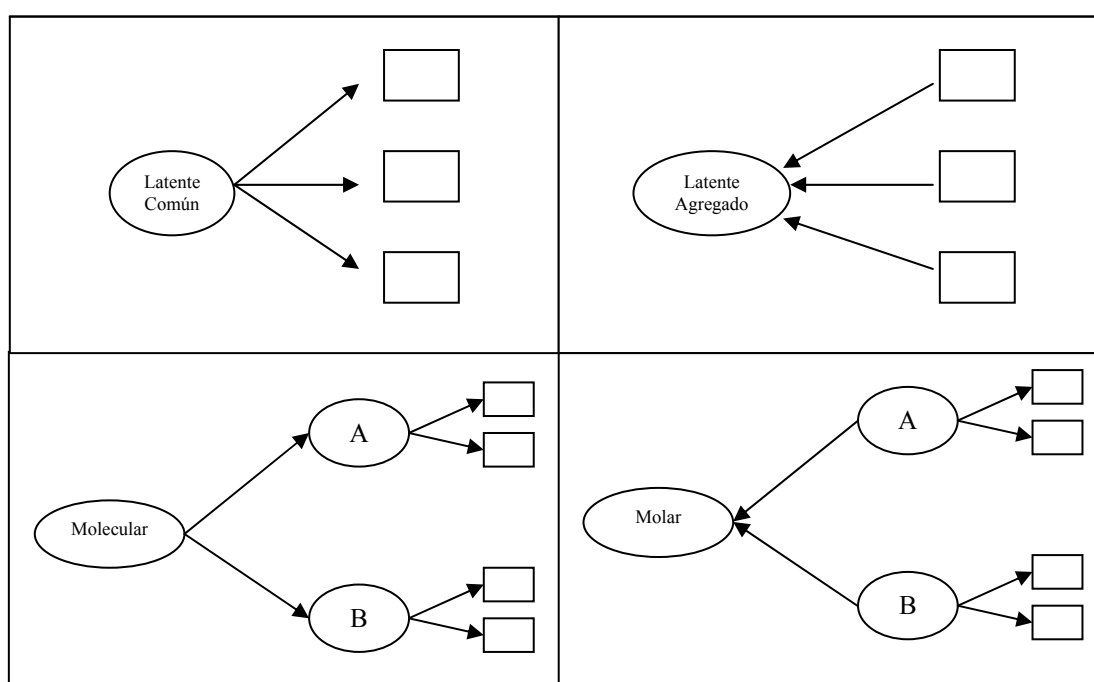 Latente
Común
Latente
Agregado
A
Molecular
B
A
Molar
B